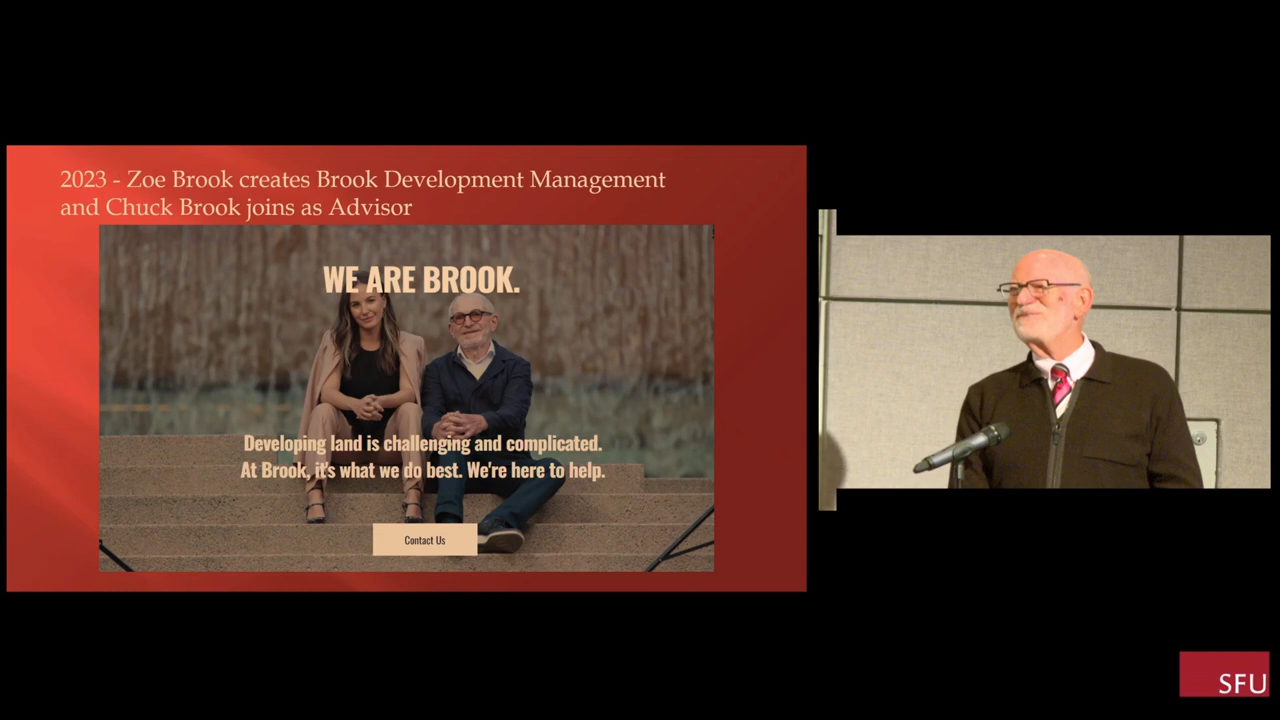 2023 - Zoe Brook creates Brook Development Management
and Chuck Brook joins as Advisor
WE ARE BROOK.
Developing land is challenging and complicated.
At Brook, it's what we do best. We're here to help.
Contact Us
SFU